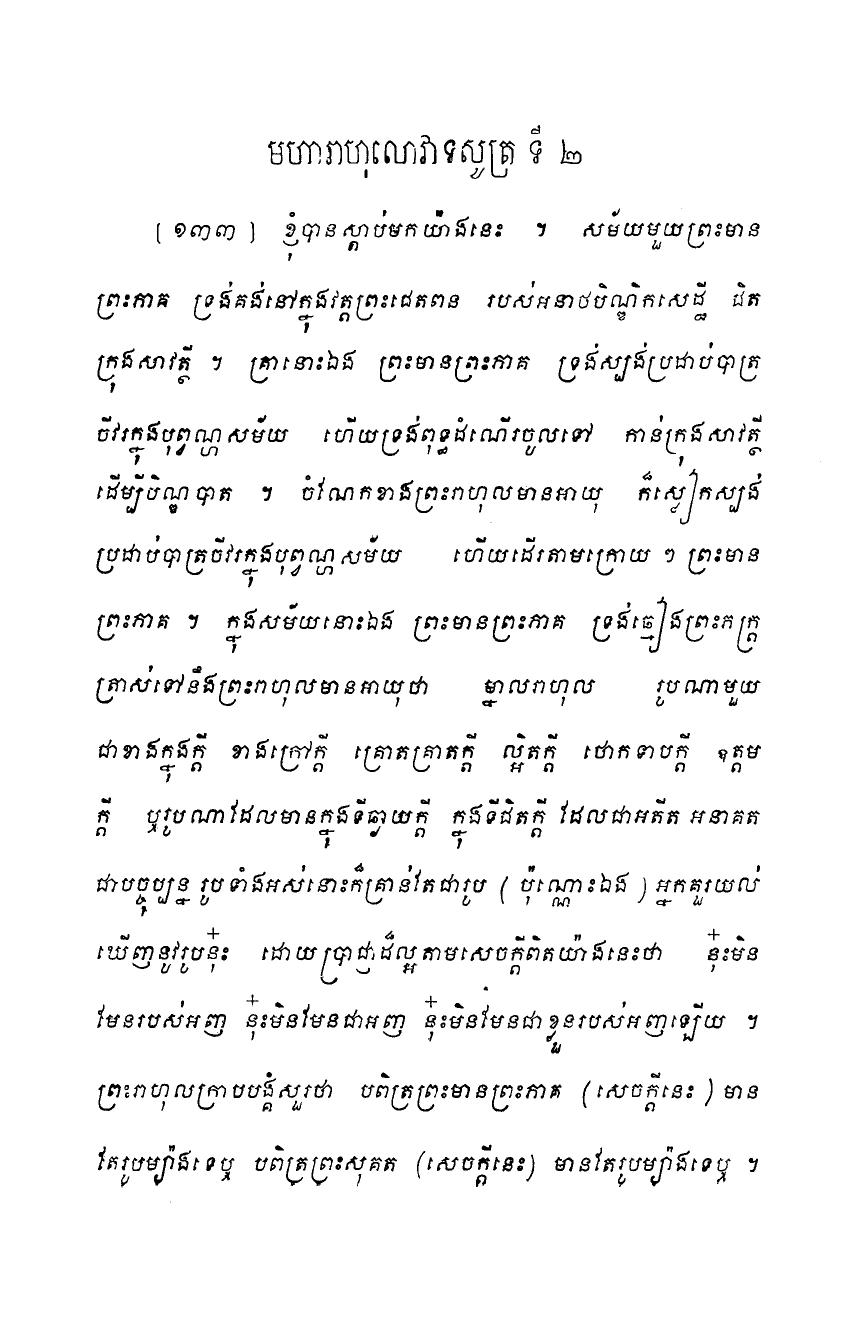 មហារាហុលោវាទសូត្រ ទី ២
[ ១៣៣ ] ខ្ញុំបានស្តាប់មកយ៉ាងនេះ ។ សម័យមួយព្រះមាន
ព្រះភាគ ទ្រង់គង់នៅក្នុងវត្តព្រះជេតពន របស់អនាថបិណ្ឌិកសេដ្ឋី ជិត
ក្រុងសាវត្ថី ។ គ្រានោះឯង ព្រះមានព្រះភាគ ទ្រង់ស្បង់ប្រដាប់បាត្រ
ចីវរក្នុងបុព្វណ្ហសម័យ ហើយទ្រង់ពុទ្ធដំណើរចូលទៅ កាន់ក្រុងសាវត្ថី
ដើម្បីបិណ្ឌបាត ។ ចំណែកខាងព្រះរាហុលមានអាយុ ក៏ស្លៀកស្បង់
ប្រដាប់បាត្រចីវរក្នុងបុព្វណ្ហសម័យ ហើយដើរតាមក្រោយ ៗ ព្រះមាន
ព្រះភាគ ។ ក្នុងសម័យនោះឯង ព្រះមានព្រះភាគ ទ្រង់ងៀងព្រះភក្ត្រ
ត្រាស់ទៅនឹងព្រះរាហុលមានអាយុថា ម្នាលរាហុល រូបណាមួយ
ជាខាងក្នុងក្តី ខាងក្រៅក្តី គ្រោតគ្រាតក្តី ល្អិតក្តី ថោកទាបក្តី ឧត្តម
ក្តី ឬរូបណាដែលមានក្នុងទីឆ្ងាយក្តី ក្នុងទីជិតក្តី ដែលជាអតីត អនាគត
ជាបច្ចុប្បន្ន រូបទាំងអស់នោះក៏គ្រាន់តែជារូប ( ប៉ុណ្ណោះឯង ) អ្នកគួរយល់
ឃើញនូវរូបនុ៎ះ ដោយប្រាជ្ញដ៏ល្អតាមសេចក្តីពិតយ៉ាងនេះថា នុ៎ះមិន
មែនរបស់អញ នុ៎ះមិនមែនជាអញ នុ៎ះមិនមែនជាខ្លួនរបស់អញឡើយ ។
ព្រះរាហុលក្រាបបង្គំសួរថា បពិត្រព្រះមានព្រះភាគ (សេចក្តីនេះ ) មាន
តែរូបម្យ៉ាងទេឬ បពិត្រព្រះសុគត (សេចក្តីនេះ) មានតែរូបម្យ៉ាងទេឬ ។